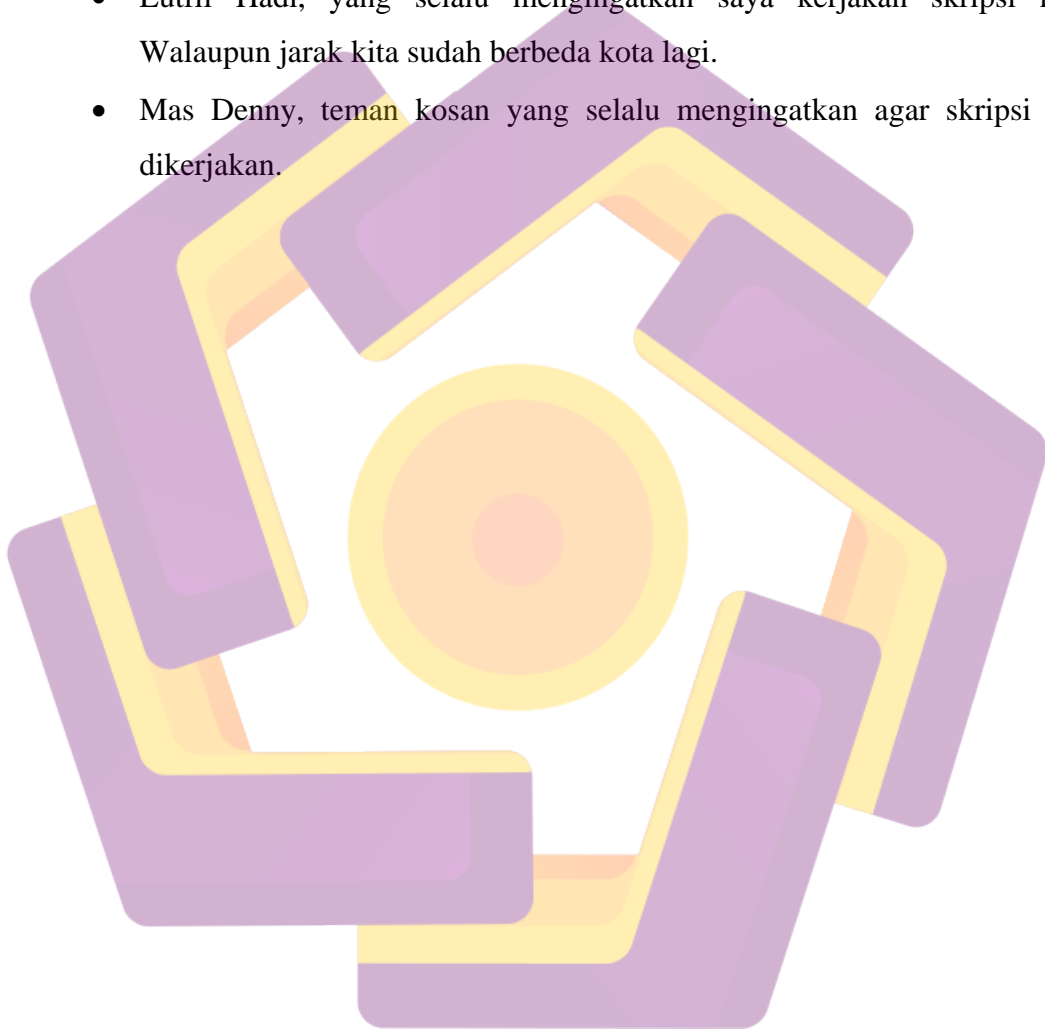 Hadi, yang selalu mengingatkan saya kerjakan skripsi
Walaupun jarak kita sudah berbeda kota lagi.
• Mas Denny, teman kosan yang selalu mengingatkan agar skripsi
dikerjakan.